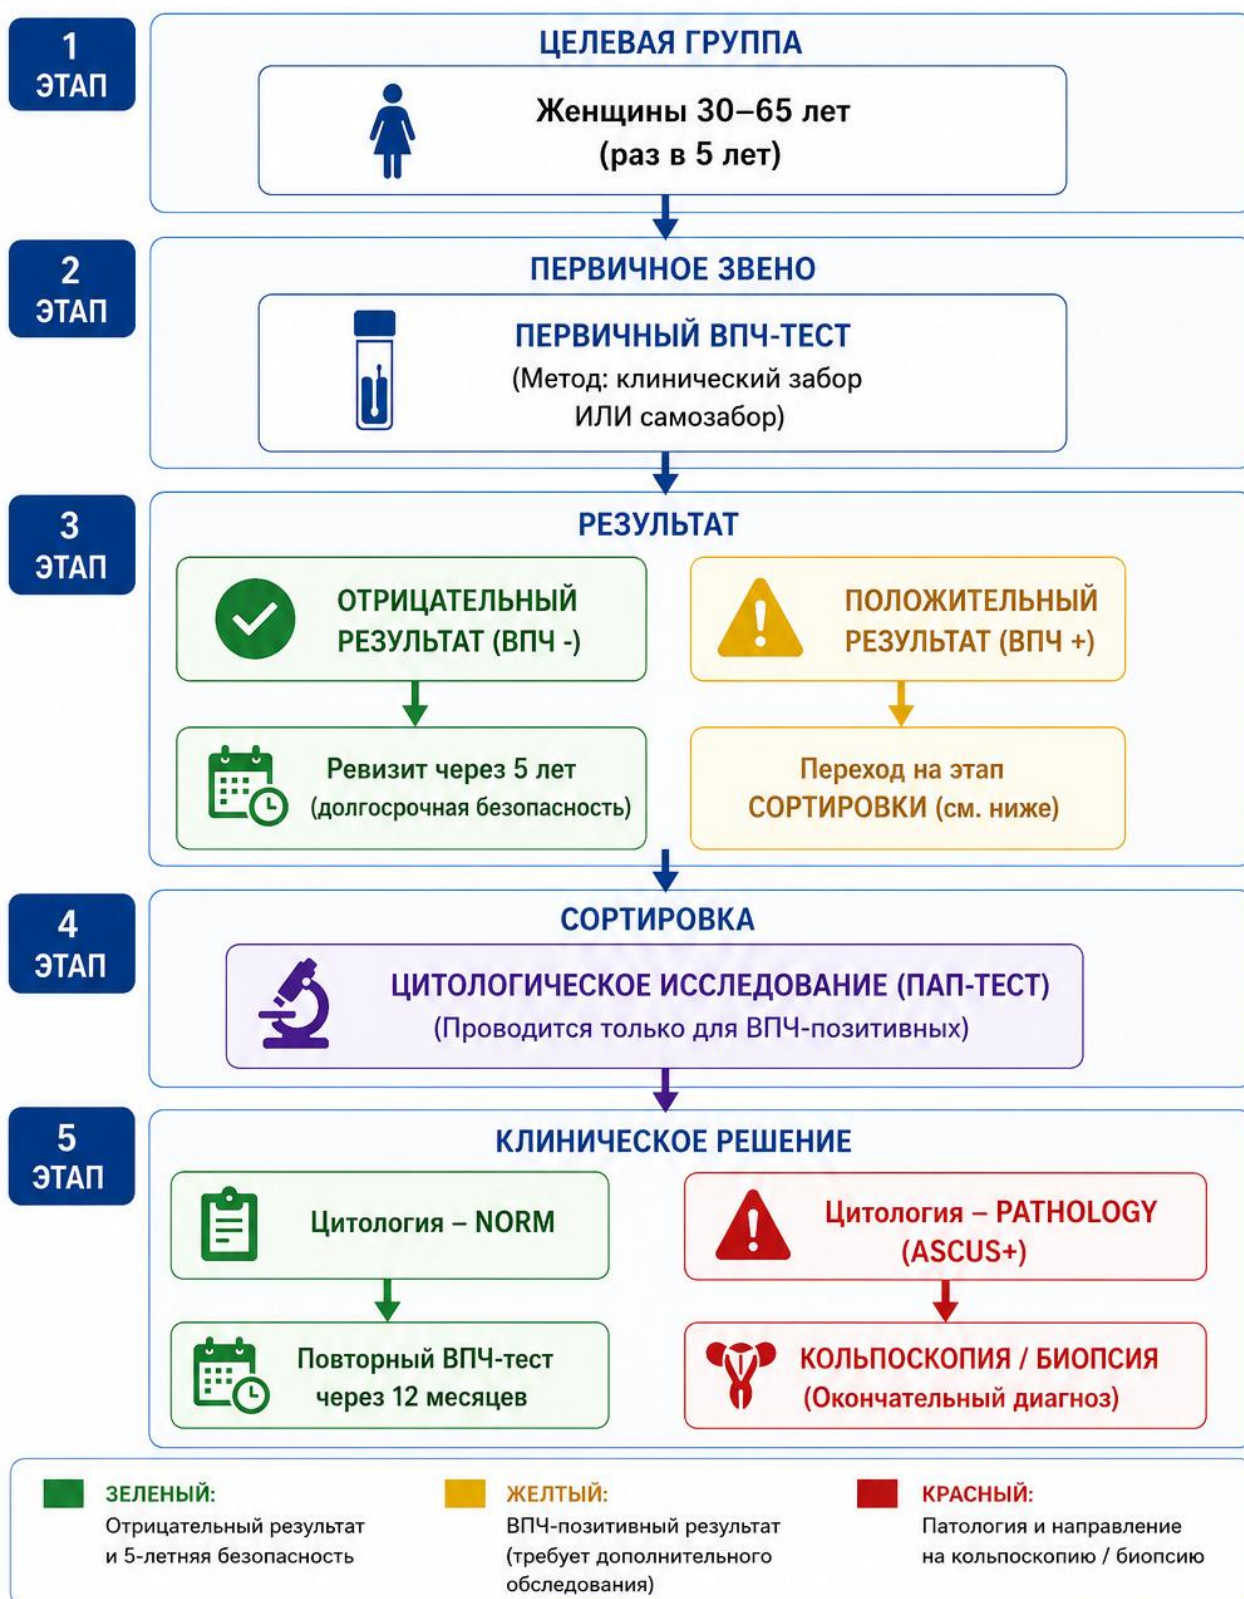 1
ЭТАП
ЦЕЛЕВАЯ ГРУППА
Женщины 30–65 лет
(раз в 5 лет)
2
ЭТАП
ПЕРВИЧНОЕ ЗВЕНО
ПЕРВИЧНЫЙ ВПЧ-ТЕСТ
(Метод: клинический забор
ИЛИ самозабор)
3
ЭТАП
РЕЗУЛЬТАТ
ОТРИЦАТЕЛЬНЫЙ
РЕЗУЛЬТАТ (ВПЧ -)
ПОЛОЖИТЕЛЬНЫЙ
РЕЗУЛЬТАТ (ВПЧ +)
Ревизит через 5 лет
(долгосрочная безопасность)
Переход на этап
СОРТИРОВКИ (см. ниже)
4
ЭТАП
СОРТИРОВКА
ЦИТОЛОГИЧЕСКОЕ ИССЛЕДОВАНИЕ (ПАП-ТЕСТ)
(Проводится только для ВПЧ-позитивных)
5
ЭТАП
КЛИНИЧЕСКОЕ РЕШЕНИЕ
Цитология – NORM
Цитология – PATHOLOGY
(ASCUS+)
Повторный ВПЧ-тест
через 12 месяцев
КОЛЬПОСКОПИЯ / БИОПСИЯ
(Окончательный диагноз)
ЗЕЛЕНЫЙ:
Отрицательный результат
и 5-летняя безопасность
ЖЕЛТЫЙ:
ВПЧ-позитивный результат
(требует дополнительного
обследования)
КРАСНЫЙ:
Патология и направление
на кольпоскопию / биопсию